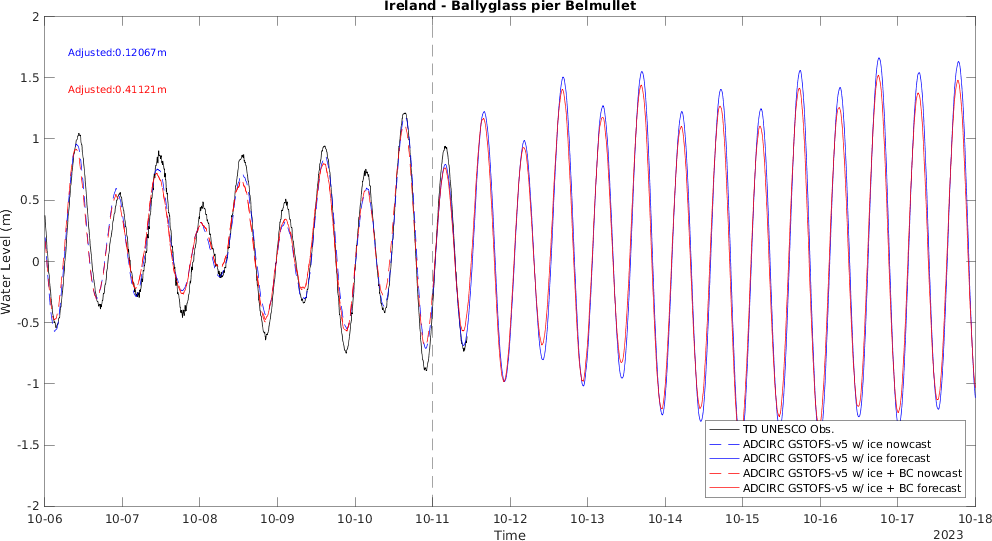 Ireland - Ballyglass pier Belmullet
Adjusted:0.12067m
Adjusted:0.41121m
Water Level (m)
2
1.5
1
0.5
0
-0.5
-1
-1.5
-2
TD UNESCO Obs.
ADCIRC GSTOFS-v5 w/ ice nowcast
ADCIRC GSTOFS-v5 w/ ice forecast
ADCIRC GSTOFS-v5 w/ ice + BC nowcast
ADCIRC GSTOFS-v5 w/ ice + BC forecast
10-06 10-07 10-08 10-09 10-10 10-11 10-12 10-13 10-14 10-15 10-16 10-17 10-18
Time
2023